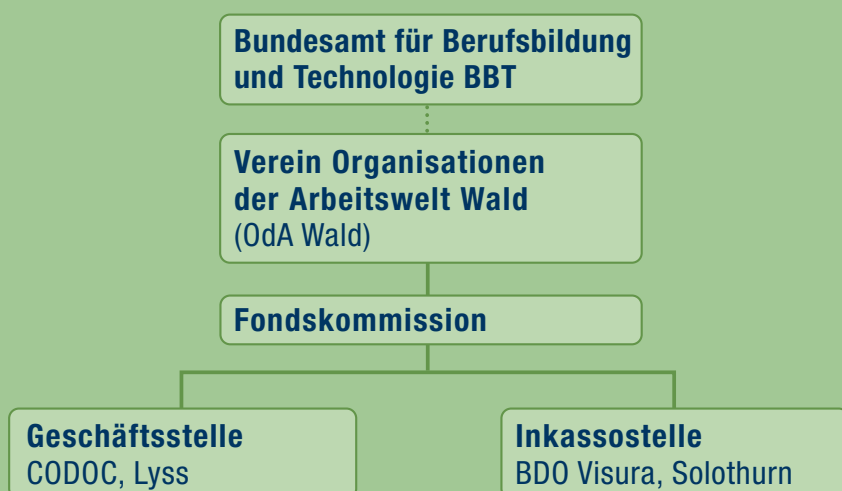 Bundesamt für Berufsbildung
und Technologie BBT
Verein Organisationen
der Arbeitswelt Wald
(OdA Wald)
Fondskommission
Geschäftsstelle
CODOC, Lyss
Inkassostelle
BDO Visura, Solothurn